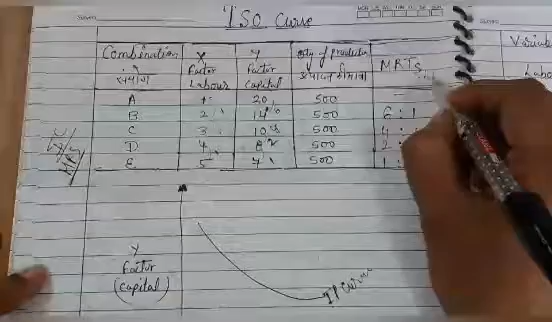 ISO Curve
Combination X Y Qty of production MRTS
संयोग Factor Factor उत्पादन की मात्रा
Labour Capital
A 1 20 500 —
B 2 14 500 6:1
C 3 10 500 4:
D 4 8 500 2:
E 5 7 500 1:
Y
Factor
(Capital)
IP Curve
Variable
Labo